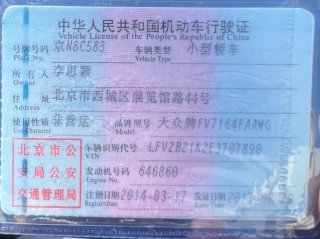 中华人民共和国机动车行驶证
Vehicle License of the People's Republic of China
号牌号码 京N8C583 车辆类型 小型轿车
Plate No. Vehicle Type
所有人 李思颖
Owner
住址 北京市西城区展览馆路44号
Address
使用性质 非营运 品牌型号 大众牌FV7164FAAWG
Use Character Model
北京市公安局公安交通管理局
车辆识别代号 LFV2B21K2E3707890
VIN
发动机号码 646860
Engine No.
注册日期 2014-03-17 发证日期
Register Date Issue Date